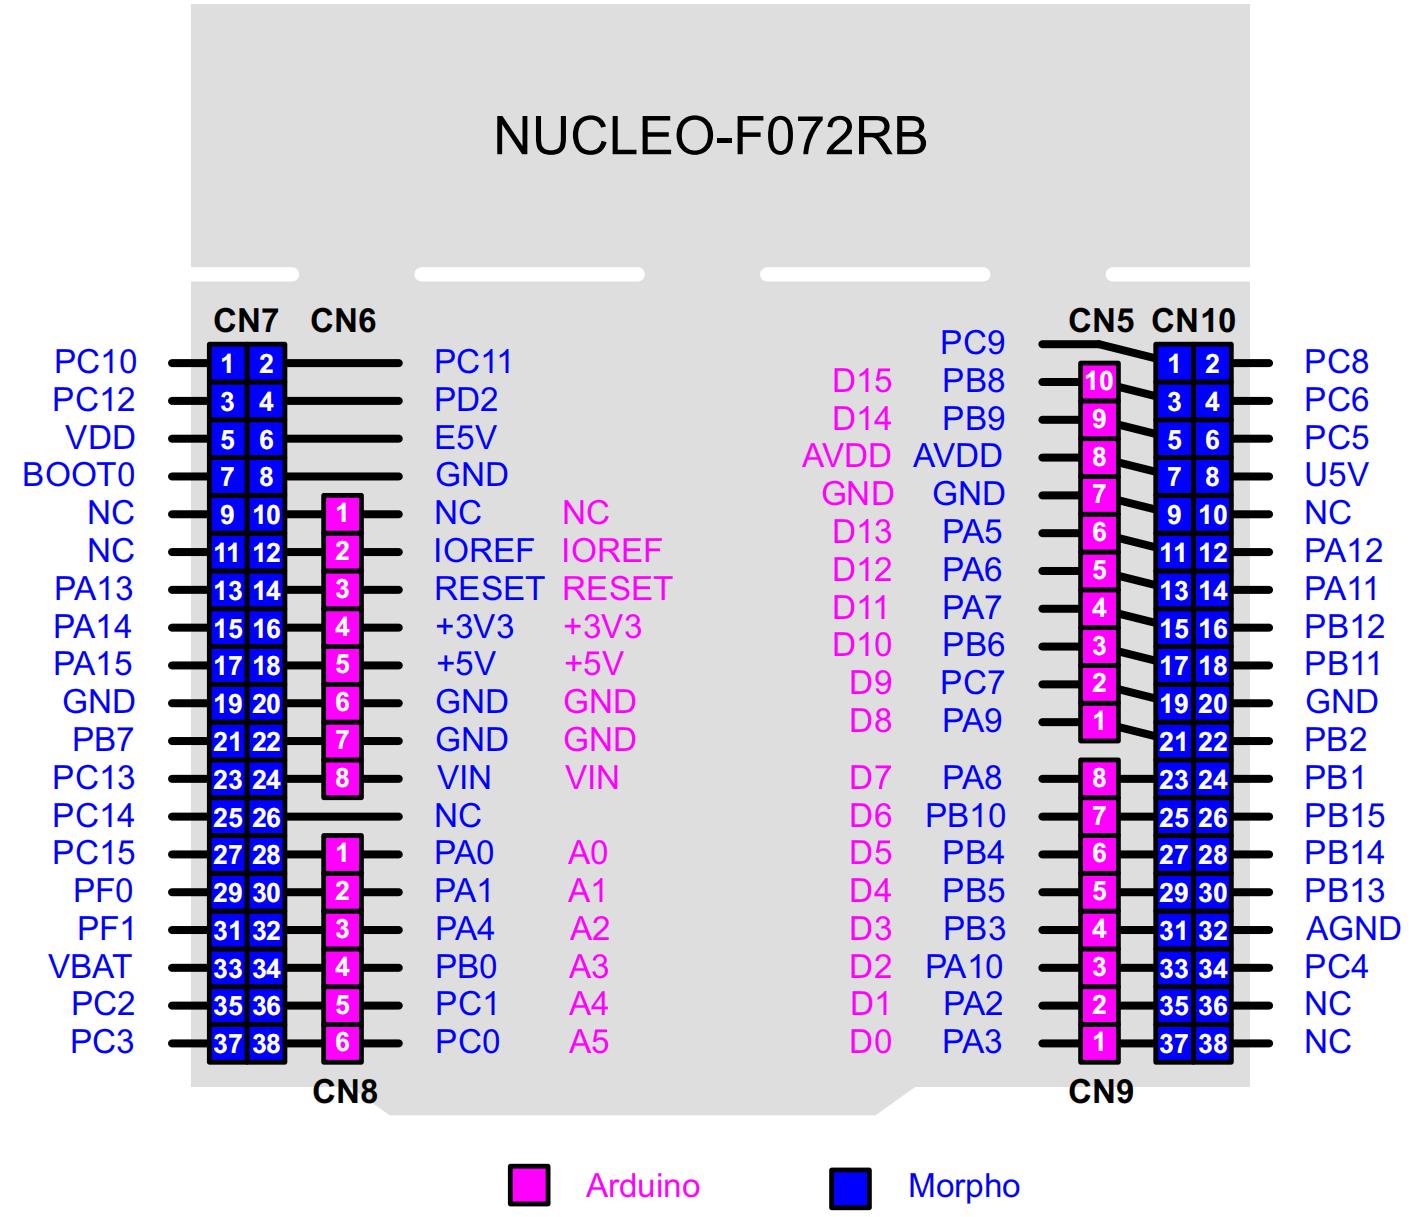 NUCLEO-F072RB
CN7 CN6 CN5 CN10
PC9
PC10 1 2 PC11 1 2 PC8
D15 PB8 10
PC12 3 4 PD2 3 4 PC6
D14 PB9 9
VDD 5 6 E5V 5 6 PC5
AVDD AVDD 8
BOOT0 7 8 GND 7 8 U5V
GND GND 7
NC 9 10 1 NC NC 9 10 NC
D13 PA5 6
NC 11 12 2 IOREF IOREF 11 12 PA12
D12 PA6 5
PA13 13 14 3 RESET RESET 13 14 PA11
D11 PA7 4
PA14 15 16 4 +3V3 +3V3 15 16 PB12
D10 PB6 3
PA15 17 18 5 +5V +5V 17 18 PB11
D9 PC7 2
GND 19 20 6 GND GND 19 20 GND
D8 PA9 1
PB7 21 22 7 GND GND 21 22 PB2
PC13 23 24 8 VIN VIN D7 PA8 8 23 24 PB1
PC14 25 26 NC D6 PB10 7 25 26 PB15
PC15 27 28 1 PA0 A0 D5 PB4 6 27 28 PB14
PF0 29 30 2 PA1 A1 D4 PB5 5 29 30 PB13
PF1 31 32 3 PA4 A2 D3 PB3 4 31 32 AGND
VBAT 33 34 4 PB0 A3 D2 PA10 3 33 34 PC4
PC2 35 36 5 PC1 A4 D1 PA2 2 35 36 NC
PC3 37 38 6 PC0 A5 D0 PA3 1 37 38 NC
CN8 CN9
Arduino Morpho